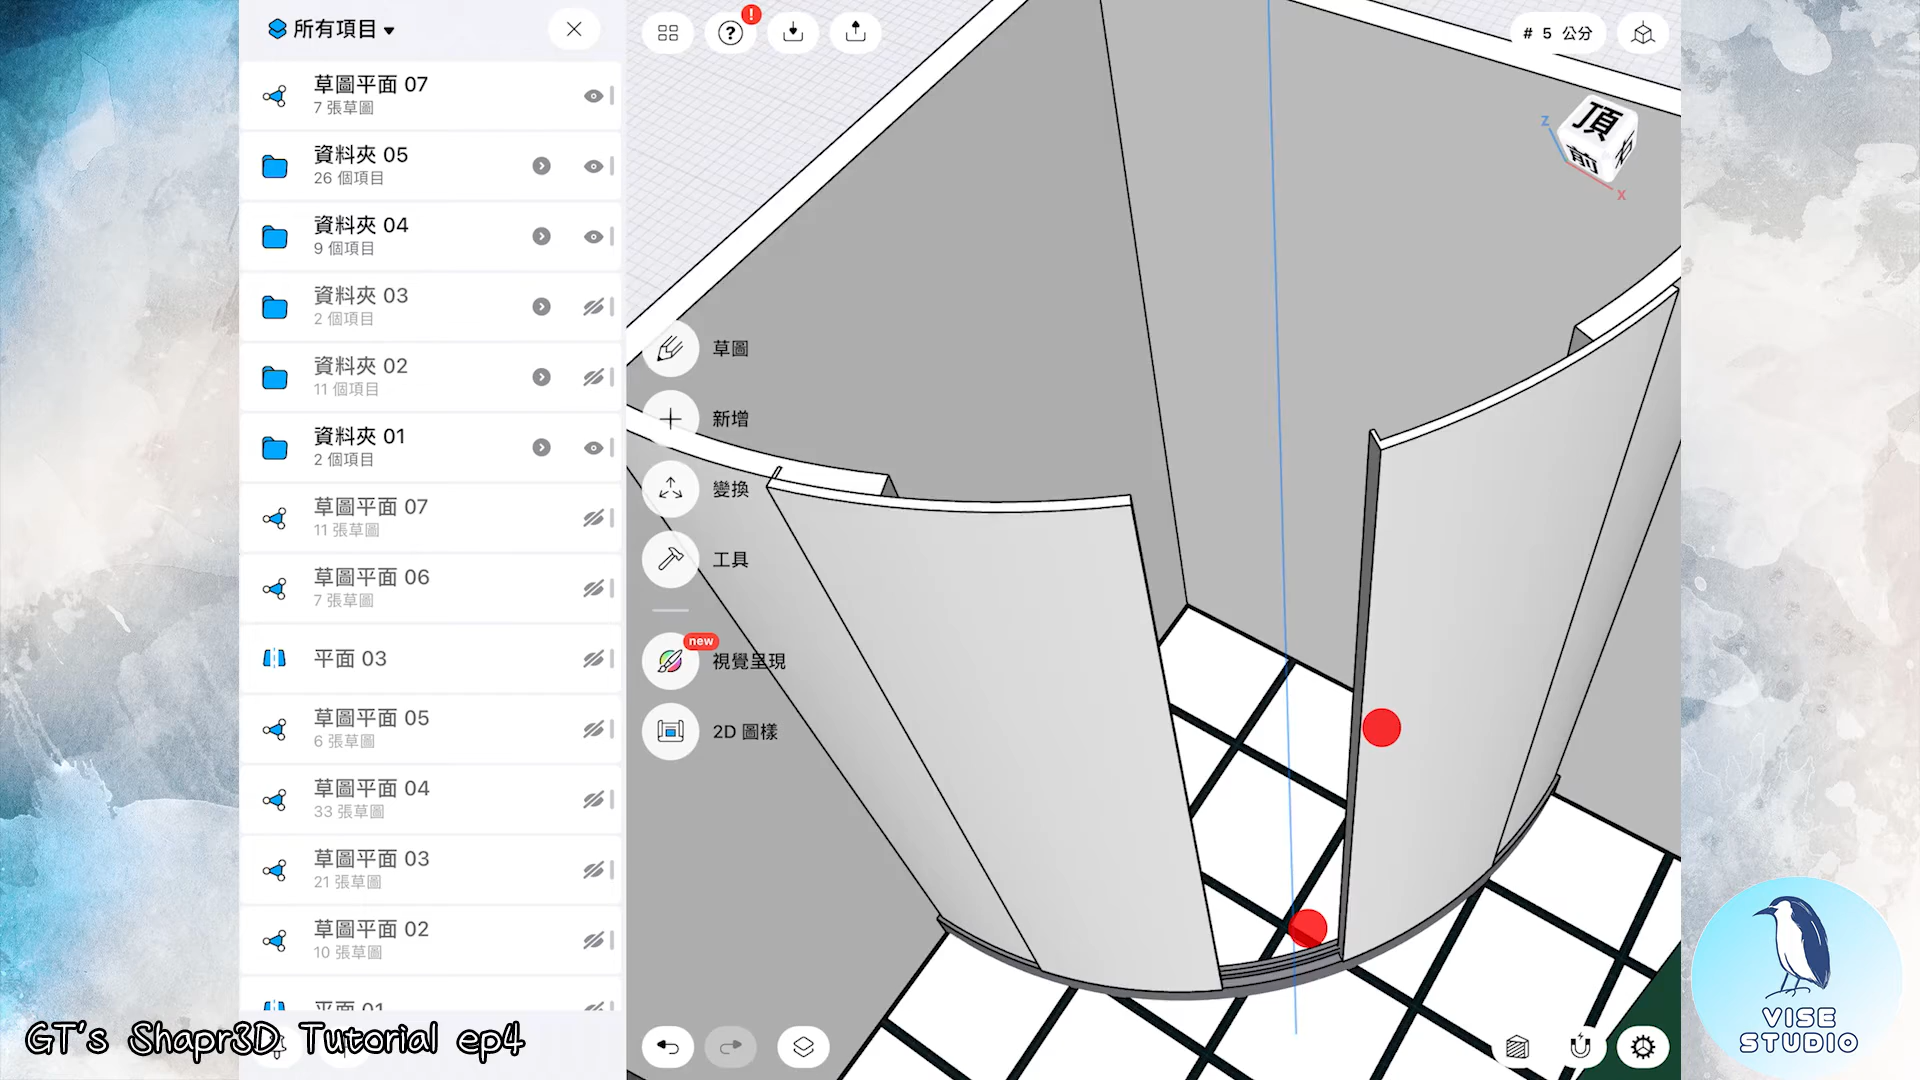 所有項目
草圖平面 07
7 張草圖
資料夾 05
26 個項目
資料夾 04
9 個項目
資料夾 03
2 個項目
資料夾 02
11 個項目
資料夾 01
2 個項目
草圖平面 07
11 張草圖
草圖平面 06
7 張草圖
平面 03
草圖平面 05
6 張草圖
草圖平面 04
33 張草圖
草圖平面 03
21 張草圖
草圖平面 02
10 張草圖
平面 01
草圖
新增
變換
工具
new
視覺呈現
2D 圖樣
# 5 公分
頂
前
右
Z
X
GT's Shapr3D Tutorial ep4
VISE
STUDIO